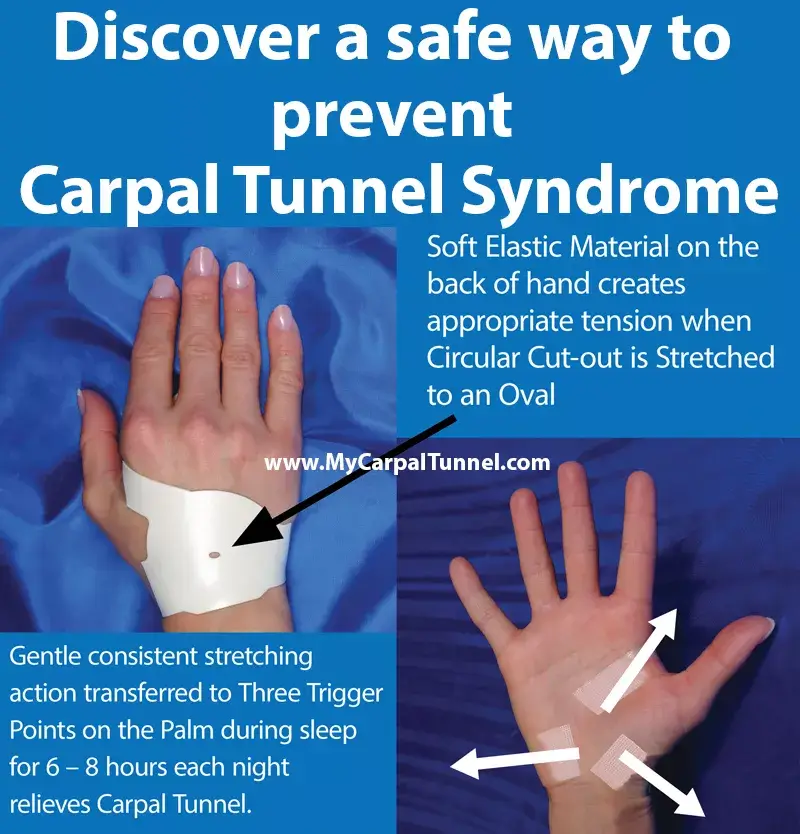 Discover a safe way to
prevent
Carpal Tunnel Syndrome
Soft Elastic Material on the
back of hand creates
appropriate tension when
Circular Cut-out is Stretched
to an Oval
www.MyCarpalTunnel.com
Gentle consistent stretching
action transferred to Three Trigger
Points on the Palm during sleep
for 6 – 8 hours each night
relieves Carpal Tunnel.